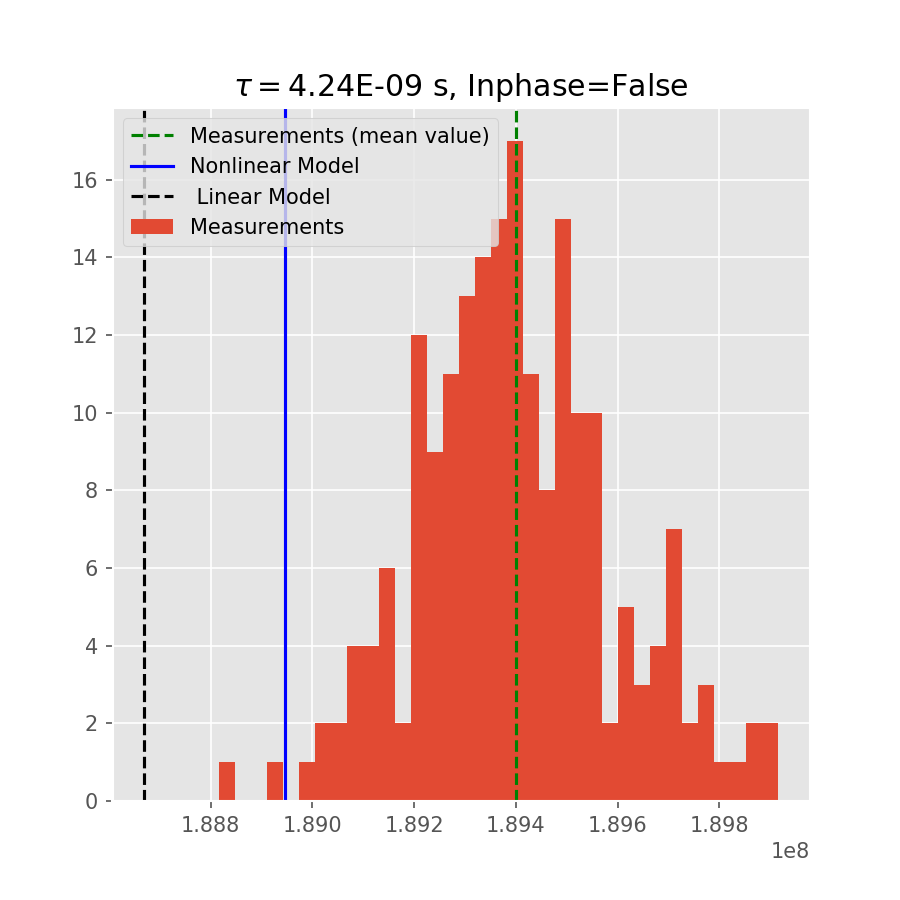 τ = 4.24E-09 s, Inphase=False
Measurements (mean value)
Nonlinear Model
Linear Model
Measurements
16
14
12
10
8
6
4
2
0
1.888 1.890 1.892 1.894 1.896 1.898
1e8